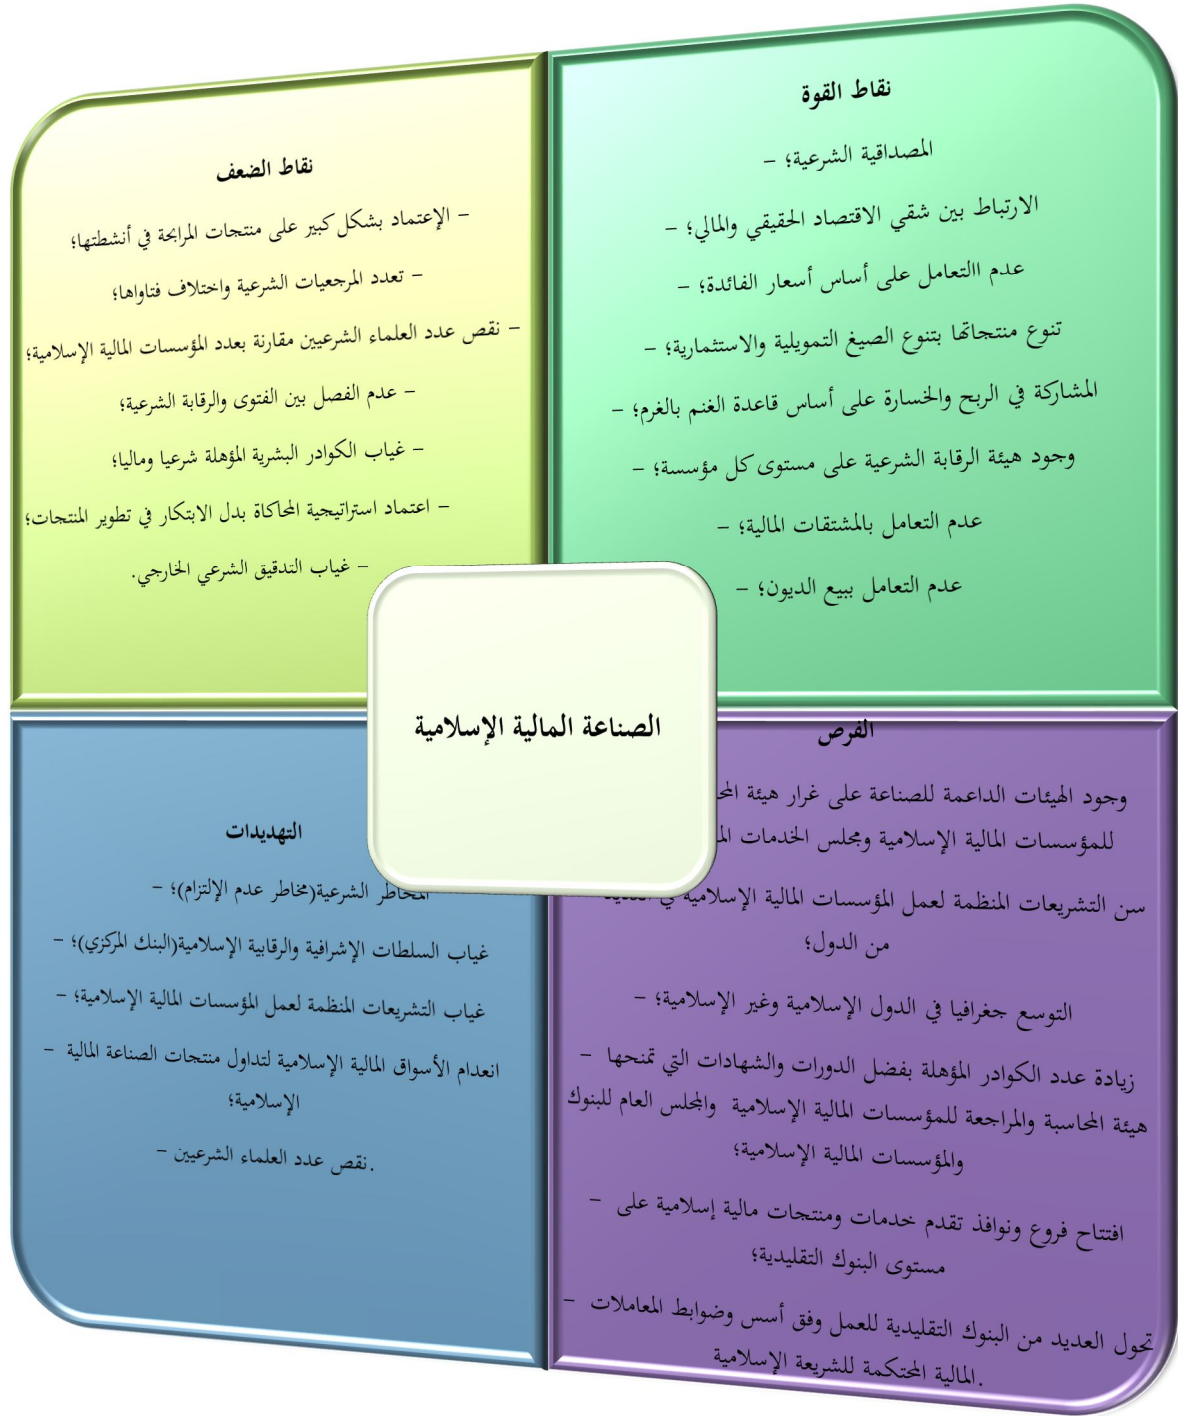 نقاط القوة
المصداقية الشرعية؛ –
الارتباط بين شقي الاقتصاد الحقيقي والمالي؛ –
عدم االتعامل على أساس أسعار الفائدة؛ –
تنوع منتجاتها بتنوع الصيغ التمويلية والاستثمارية؛ –
المشاركة في الربح والخسارة على أساس قاعدة الغنم بالغرم؛ –
وجود هيئة الرقابة الشرعية على مستوى كل مؤسسة؛ –
عدم التعامل بالمشتقات المالية؛ –
عدم التعامل ببيع الديون؛ –
نقاط الضعف
– الإعتماد بشكل كبير على منتجات المرابحة في أنشطتها؛
– تعدد المرجعيات الشرعية واختلاف فتاواها؛
– نقص عدد العلماء الشرعيين مقارنة بعدد المؤسسات المالية الإسلامية؛
– عدم الفصل بين الفتوى والرقابة الشرعية؛
– غياب الكوادر البشرية المؤهلة شرعيا وماليا؛
– اعتماد استراتيجية المحاكاة بدل الابتكار في تطوير المنتجات؛
– غياب التدقيق الشرعي الخارجي.
الصناعة المالية الإسلامية
الفرص
وجود الهيئات الداعمة للصناعة على غرار هيئة
للمؤسسات المالية الإسلامية ومجلس الخدمات
سن التشريعات المنظمة لعمل المؤسسات المالية الإسلامية في
من الدول؛
التوسع جغرافيا في الدول الإسلامية وغير الإسلامية؛ –
زيادة عدد الكوادر المؤهلة بفضل الدورات والشهادات التي تمنحها –
هيئة المحاسبة والمراجعة للمؤسسات المالية الإسلامية والمجلس العام للبنوك
والمؤسسات المالية الإسلامية؛
افتتاح فروع ونوافذ تقدم خدمات ومنتجات مالية إسلامية على –
مستوى البنوك التقليدية؛
تحول العديد من البنوك التقليدية للعمل وفق أسس وضوابط المعاملات –
المالية المحتكمة للشريعة الإسلامية.
التهديدات
المخاطر الشرعية(مخاطر عدم الإلتزام)؛ –
غياب السلطات الإشرافية والرقابية الإسلامية(البنك المركزي)؛ –
غياب التشريعات المنظمة لعمل المؤسسات المالية الإسلامية؛ –
انعدام الأسواق المالية الإسلامية لتداول منتجات الصناعة المالية –
الإسلامية؛
نقص عدد العلماء الشرعيين. –